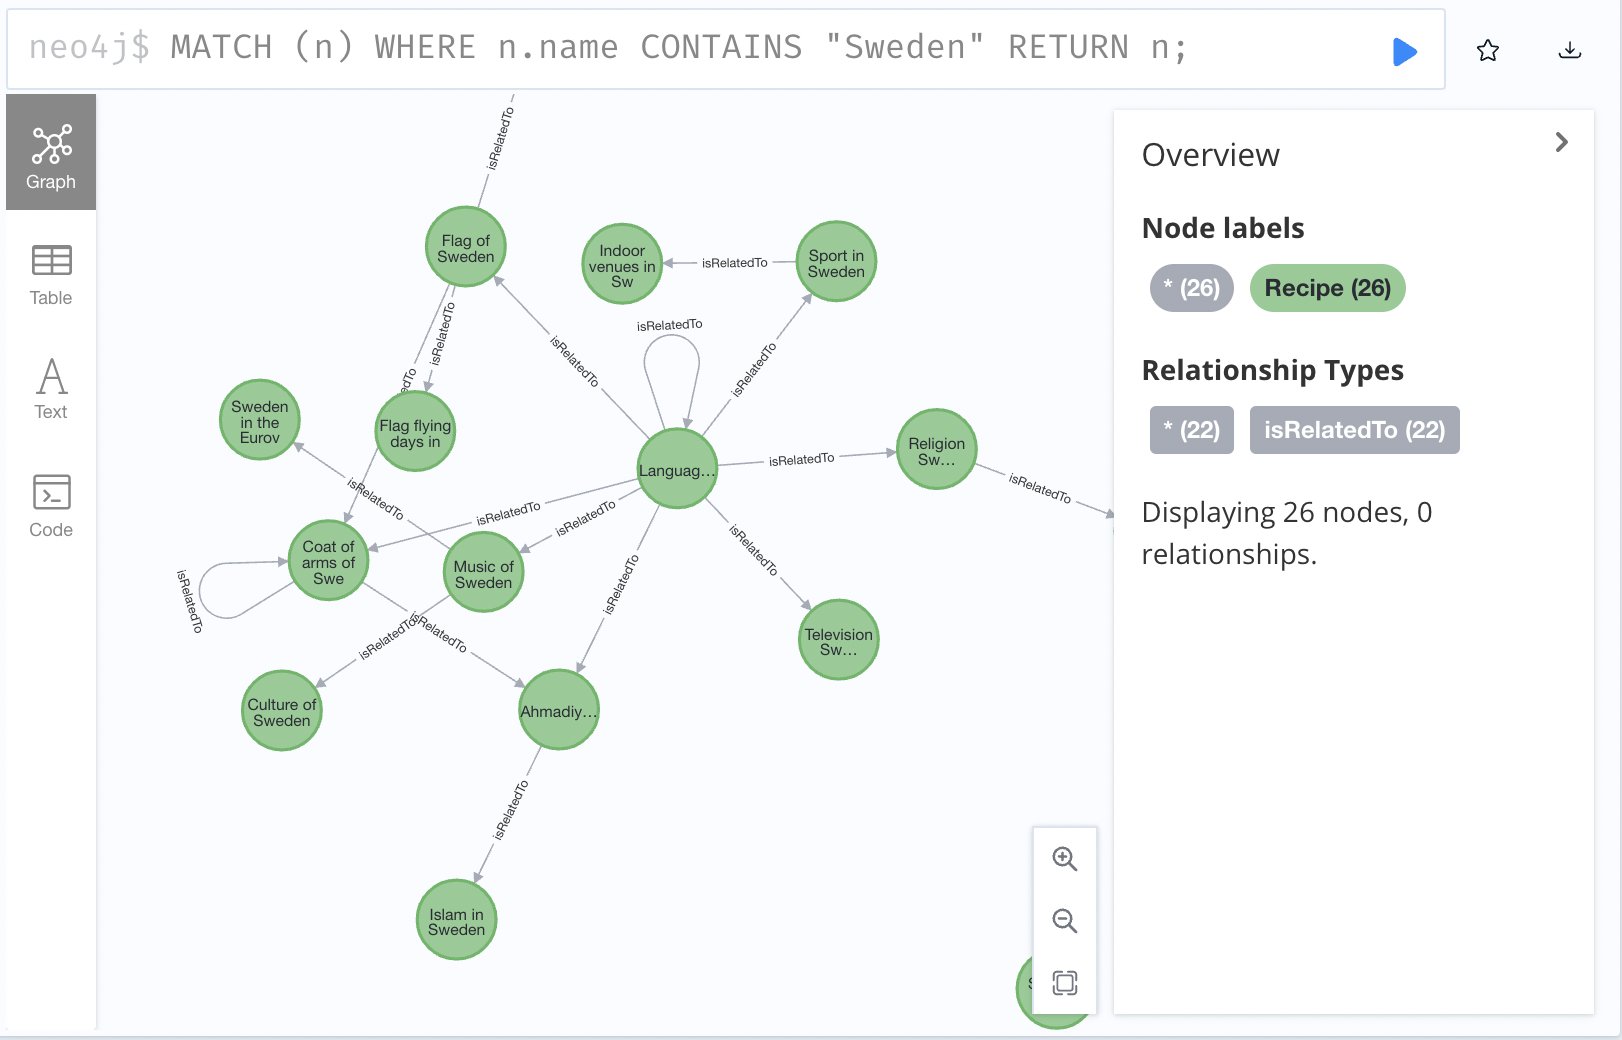 neo4j$ MATCH (n) WHERE n.name CONTAINS "Sweden" RETURN n;
Graph
Table
Text
Code
isRelatedTo
Flag of
Sweden
Indoor
venues in
Sw
isRelatedTo
Sport in
Sweden
isRelatedTo
isRelatedTo
isRelatedTo
isRelatedTo
edTo
Sweden
in the
Eurov
Flag flying
days in
Languag...
isRelatedTo
Religion
Sw...
isRelatedTo
isRelatedTo
isRelatedTo
isRelatedTo
isRelatedTo
Coat of
arms of
Swe
Music of
Sweden
isRelatedTo
isRelatedTo
isRelatedTo
isRelatedTo
Television
Sw...
Culture of
Sweden
Ahmadiy...
isRelatedTo
Islam in
Sweden
Overview
Node labels
* (26)
Recipe (26)
Relationship Types
* (22)
isRelatedTo (22)
Displaying 26 nodes, 0
relationships.